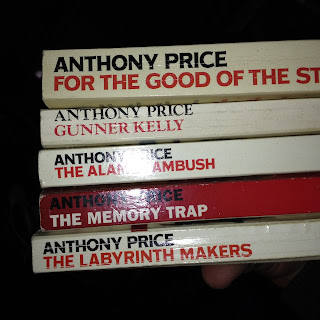 ANTHONY PRICE
FOR THE GOOD OF THE ST
ANTHONY PRICE
GUNNER KELLY
ANTHONY PRICE
THE ALAM AMBUSH
ANTHONY PRICE
THE MEMORY TRAP
ANTHONY PRICE
THE LABYRINTH MAKERS